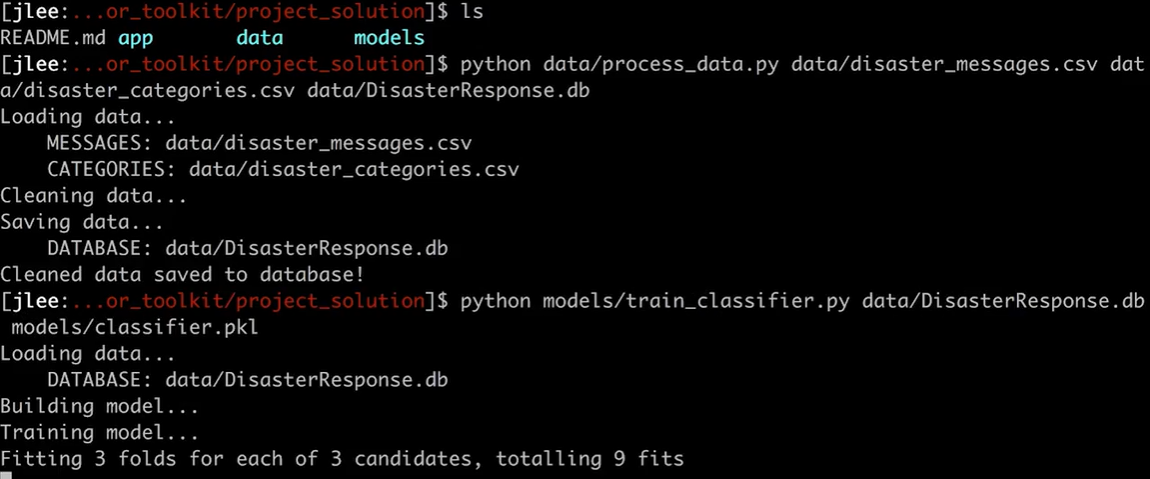 [jlee:...or_toolkit/project_solution]$ ls
README.md app data models
[jlee:...or_toolkit/project_solution]$ python data/process_data.py data/disaster_messages.csv dat
a/disaster_categories.csv data/DisasterResponse.db
Loading data...
MESSAGES: data/disaster_messages.csv
CATEGORIES: data/disaster_categories.csv
Cleaning data...
Saving data...
DATABASE: data/DisasterResponse.db
Cleaned data saved to database!
[jlee:...or_toolkit/project_solution]$ python models/train_classifier.py data/DisasterResponse.db
models/classifier.pkl
Loading data...
DATABASE: data/DisasterResponse.db
Building model...
Training model...
Fitting 3 folds for each of 3 candidates, totalling 9 fits